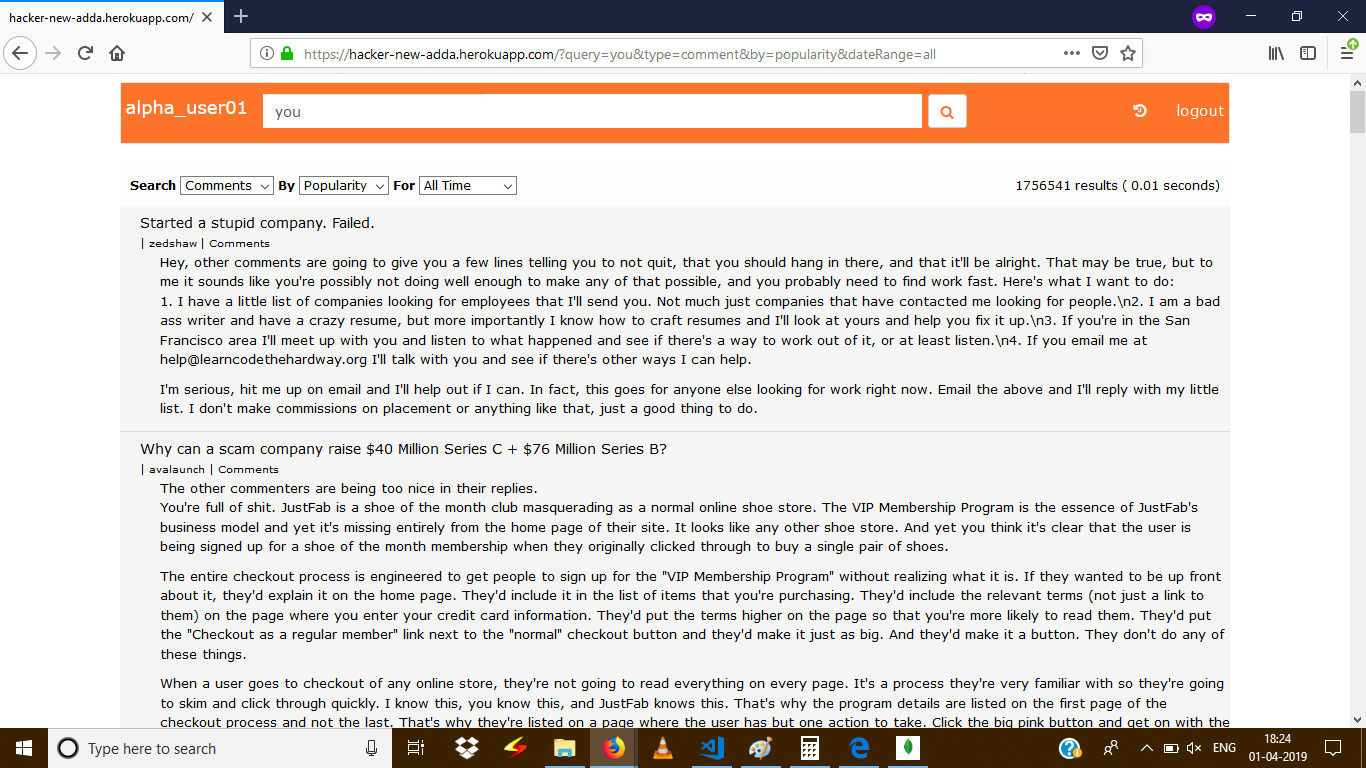 hacker-new-adda.herokuapp.com/
https://hacker-new-adda.herokuapp.com/?query=you&type=comment&by=popularity&dateRange=all
alpha_user01 you logout
Search Comments By Popularity For All Time 1756541 results ( 0.01 seconds)
Started a stupid company. Failed.
| zedshaw | Comments
Hey, other comments are going to give you a few lines telling you to not quit, that you should hang in there, and that it'll be alright. That may be true, but to
me it sounds like you're possibly not doing well enough to make any of that possible, and you probably need to find work fast. Here's what I want to do:
1. I have a little list of companies looking for employees that I'll send you. Not much just companies that have contacted me looking for people.\n2. I am a bad
ass writer and have a crazy resume, but more importantly I know how to craft resumes and I'll look at yours and help you fix it up.\n3. If you're in the San
Francisco area I'll meet up with you and listen to what happened and see if there's a way to work out of it, or at least listen.\n4. If you email me at
help@learncodethehardway.org I'll talk with you and see if there's other ways I can help.
I'm serious, hit me up on email and I'll help out if I can. In fact, this goes for anyone else looking for work right now. Email the above and I'll reply with my little
list. I don't make commissions on placement or anything like that, just a good thing to do.
Why can a scam company raise $40 Million Series C + $76 Million Series B?
| avalaunch | Comments
The other commenters are being too nice in their replies.
You're full of shit. JustFab is a shoe of the month club masquerading as a normal online shoe store. The VIP Membership Program is the essence of JustFab's
business model and yet it's missing entirely from the home page of their site. It looks like any other shoe store. And yet you think it's clear that the user is
being signed up for a shoe of the month membership when they originally clicked through to buy a single pair of shoes.
The entire checkout process is engineered to get people to sign up for the "VIP Membership Program" without realizing what it is. If they wanted to be up front
about it, they'd explain it on the home page. They'd include it in the list of items that you're purchasing. They'd include the relevant terms (not just a link to
them) on the page where you enter your credit card information. They'd put the terms higher on the page so that you're more likely to read them. They'd put
the "Checkout as a regular member" link next to the "normal" checkout button and they'd make it just as big. And they'd make it a button. They don't do any of
these things.
When a user goes to checkout of any online store, they're not going to read everything on every page. It's a process they're very familiar with so they're going
to skim and click through quickly. I know this, you know this, and JustFab knows this. That's why the program details are listed on the first page of the
checkout process and not the last. That's why they're listed on a page where the user has but one action to take. Click the big pink button and get on with the
Type here to search ENG 18:24
01-04-2019